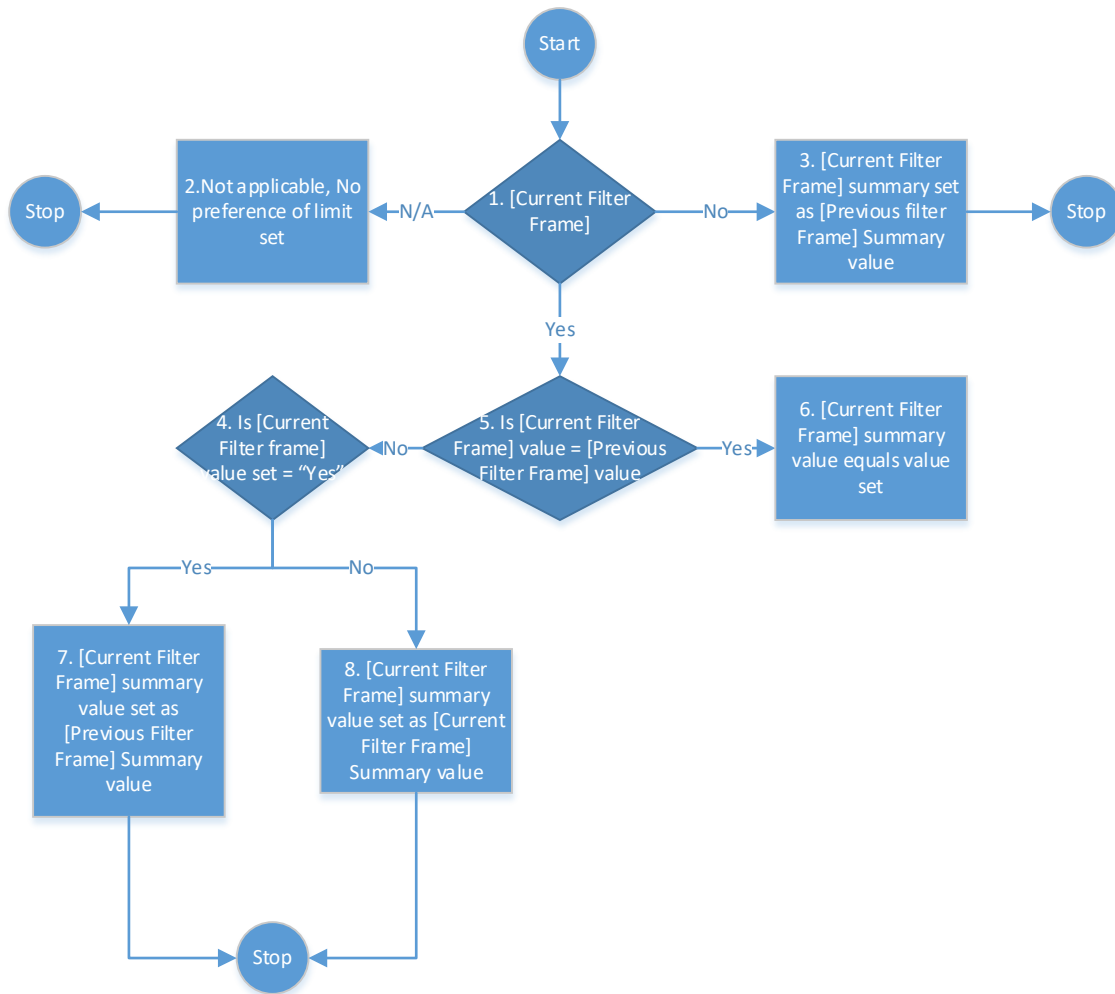 Start
2.Not applicable, No
preference of limit
set
Stop
N/A
1. [Current Filter
Frame]
No
3. [Current Filter
Frame] summary set
as [Previous filter
Frame] Summary
value
Stop
Yes
4. Is [Current
Filter frame]
value set = “Yes”
No
5. Is [Current Filter
Frame] value = [Previous
Filter Frame] value
Yes
6. [Current Filter
Frame] summary
value equals value
set
Yes
No
7. [Current Filter
Frame] summary
value set as
[Previous Filter
Frame] Summary
value
8. [Current Filter
Frame] summary
value set as [Current
Filter Frame]
Summary value
Stop